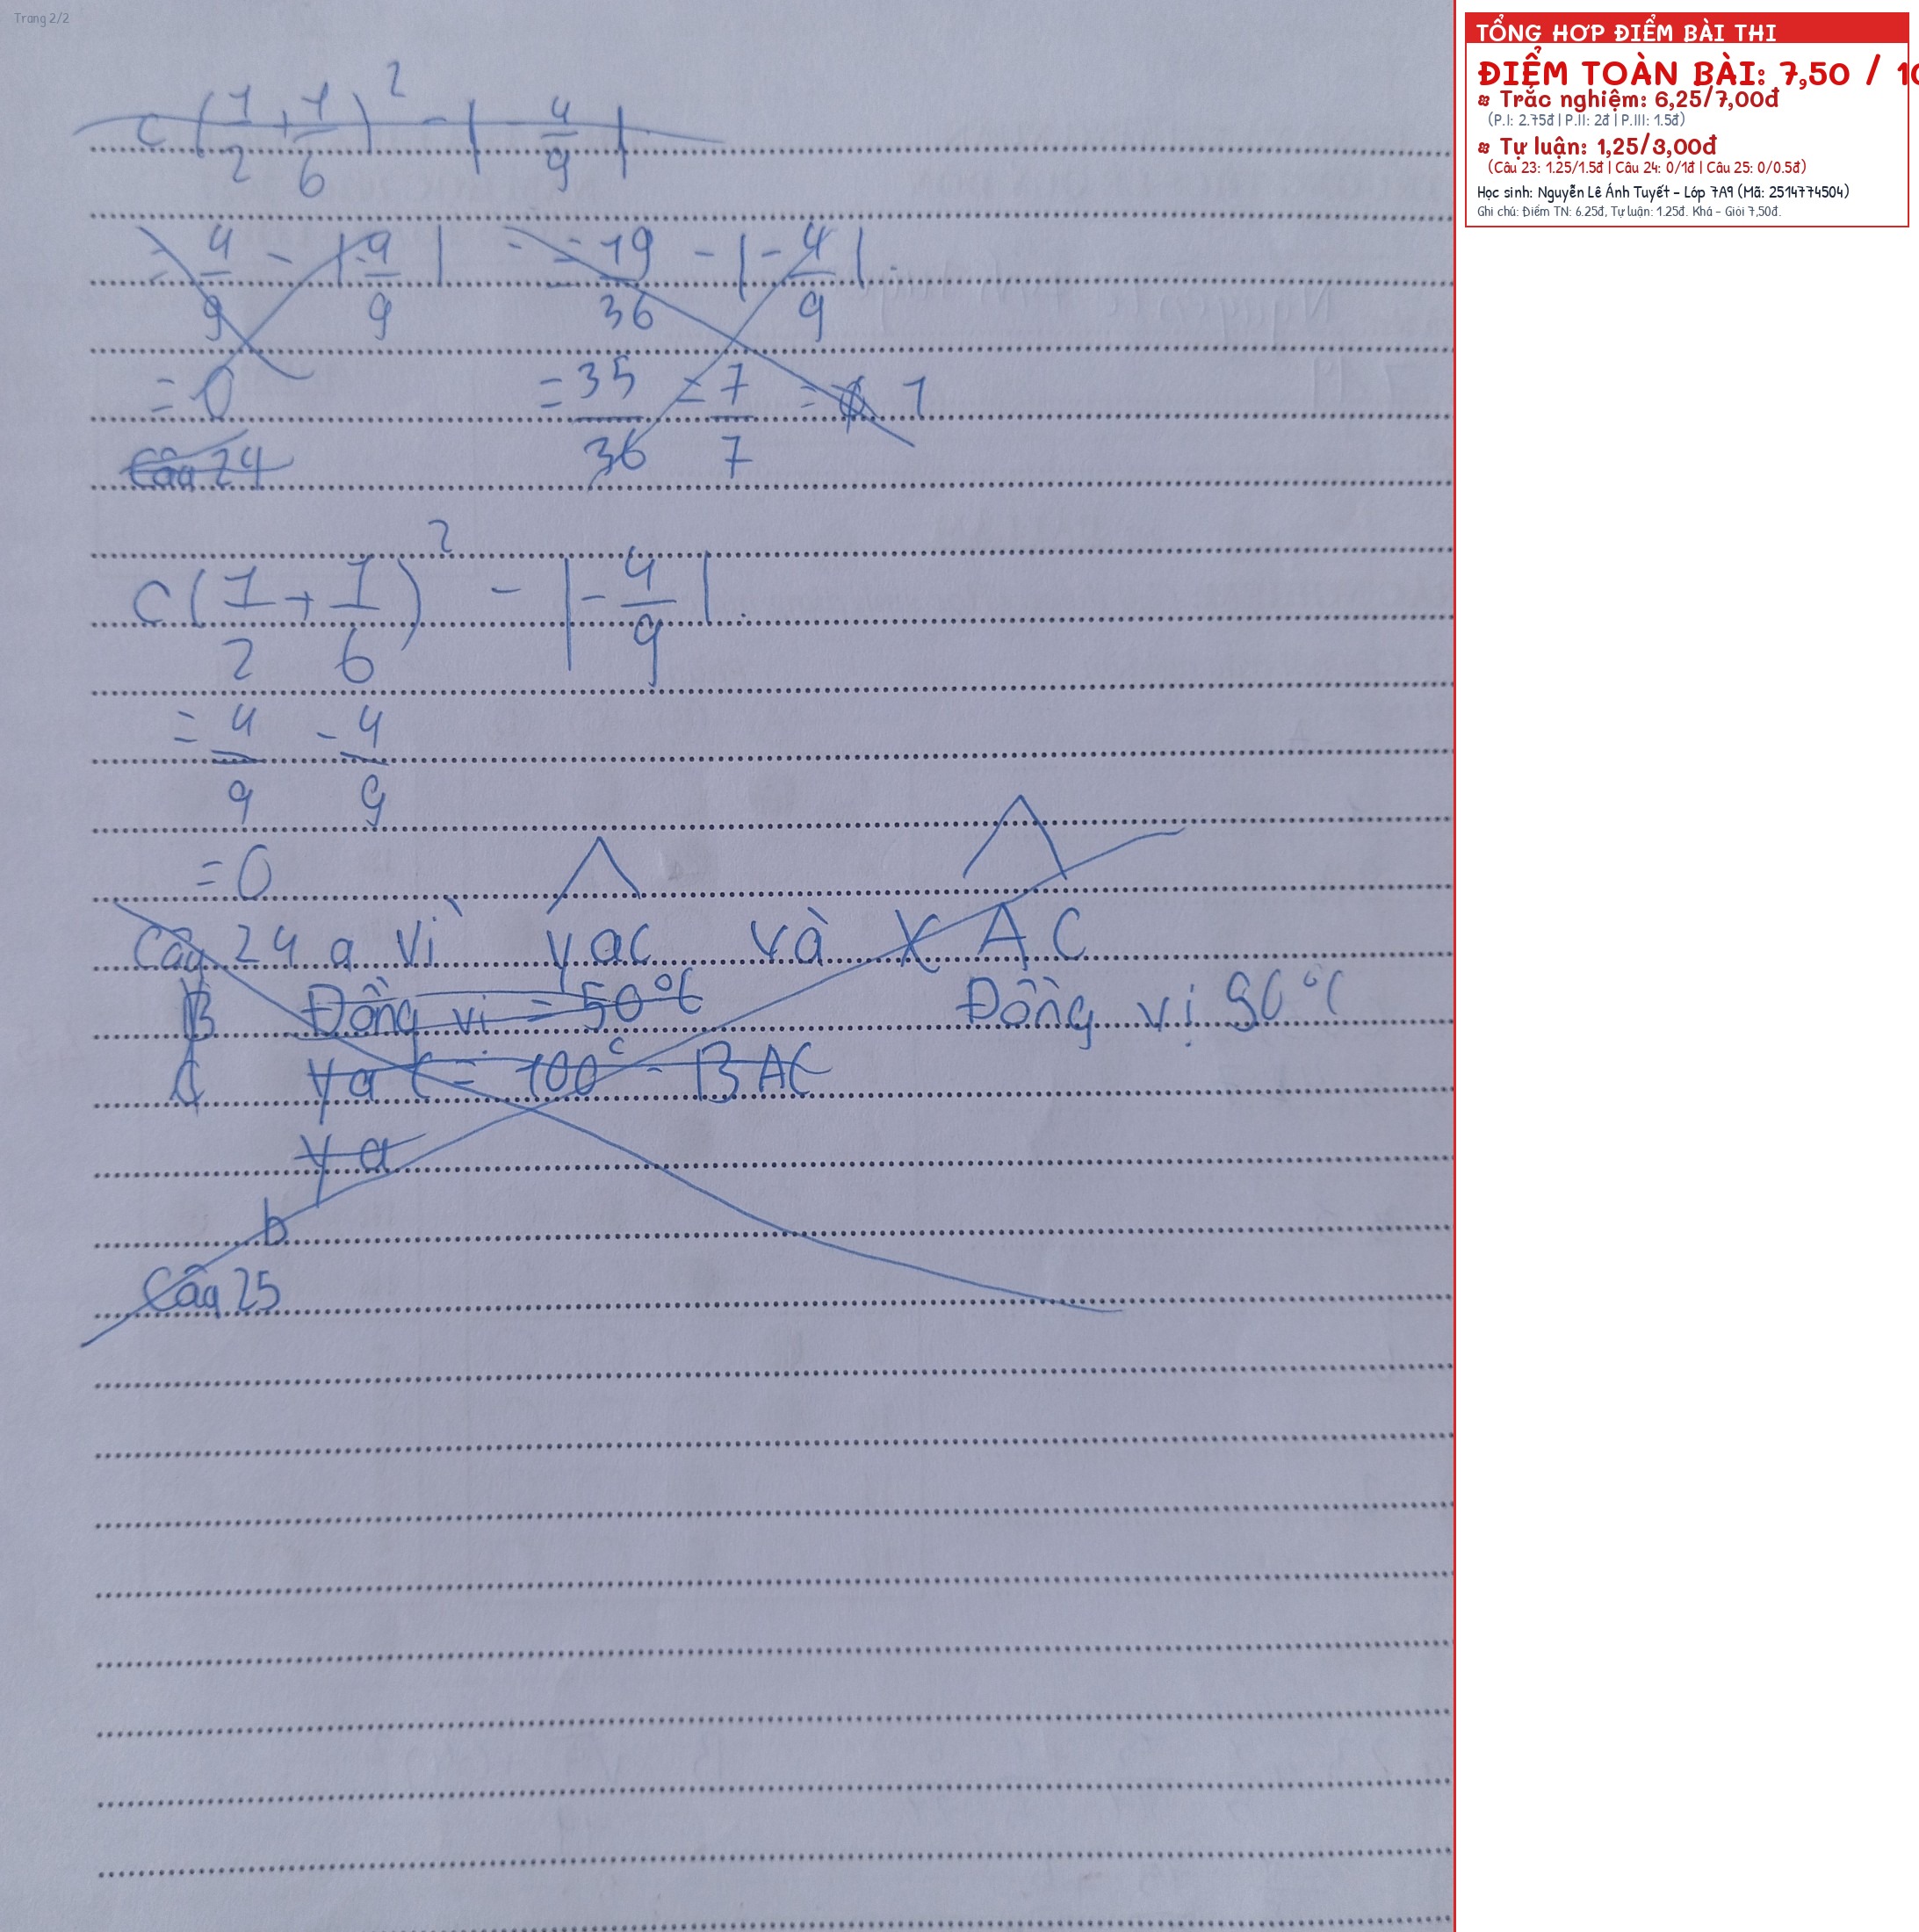 Trang 2/2
TỔNG HỢP ĐIỂM BÀI THI
ĐIỂM TOÀN BÀI: 7,50 / 10
Trắc nghiệm: 6,25/7,00đ
(P.I: 2.75đ | P.II: 2đ | P.III: 1.5đ)
Tự luận: 1,25/3,00đ
(Câu 23: 1.25/1.5đ | Câu 24: 0/1đ | Câu 25: 0/0.5đ)
Học sinh: Nguyễn Lê Ánh Tuyết - Lớp 7A9 (Mã: 2514774504)
Ghi chú: Điểm TN: 6.25đ, Tự luận: 1.25đ. Khá - Giỏi 7,50đ.
c (1/2 + 1/6)² - |-4/9|.
= 4/9 - |-4/9| = = 19/36 - |-4/9|.
= 0 = 35/36 = 7/7 = 1
Câu 24
c (1/2 + 1/6)² - |-4/9|.
= 4/9 - 4/9
= 0
Câu 24 a Vì yac và XAC
B Đồng vị = 50°C Đồng vị 50°C
C yaC = 100° - BAC
ya
b
Câu 25